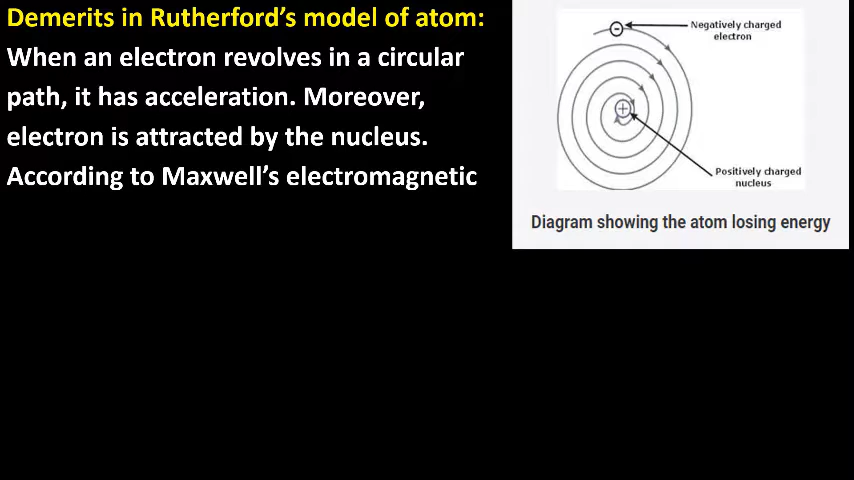 Demerits in Rutherford's model of atom:
When an electron revolves in a circular
path, it has acceleration. Moreover,
electron is attracted by the nucleus.
According to Maxwell's electromagnetic
Negatively charged
electron
-
+
Positively charged
nucleus
Diagram showing the atom losing energy